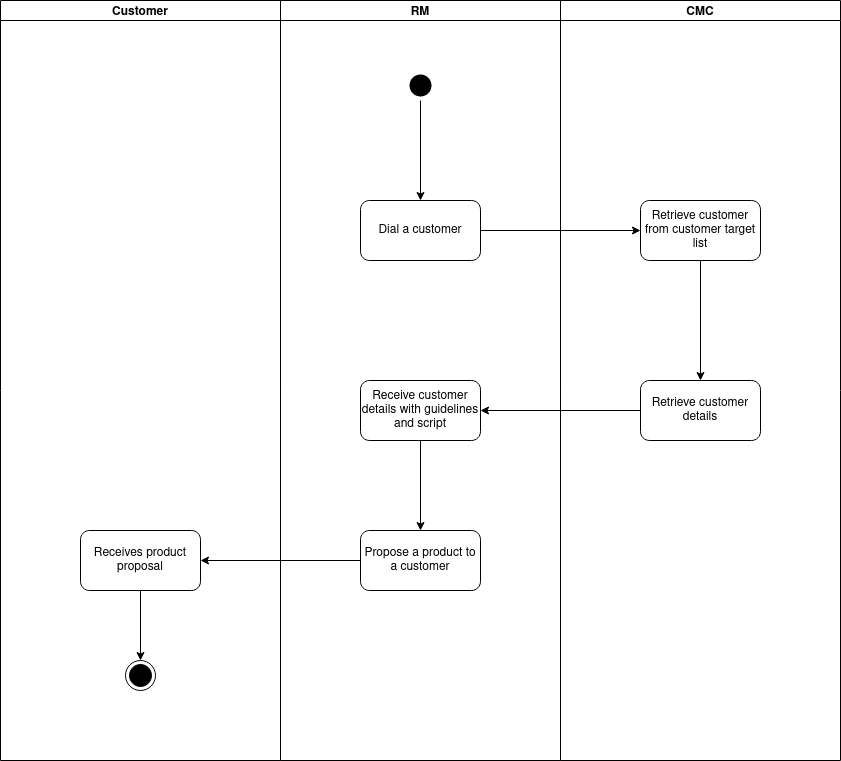 Customer
RM
CMC
Dial a customer
Retrieve customer
from customer target
list
Receive customer
details with guidelines
and script
Retrieve customer
details
Receives product
proposal
Propose a product to
a customer